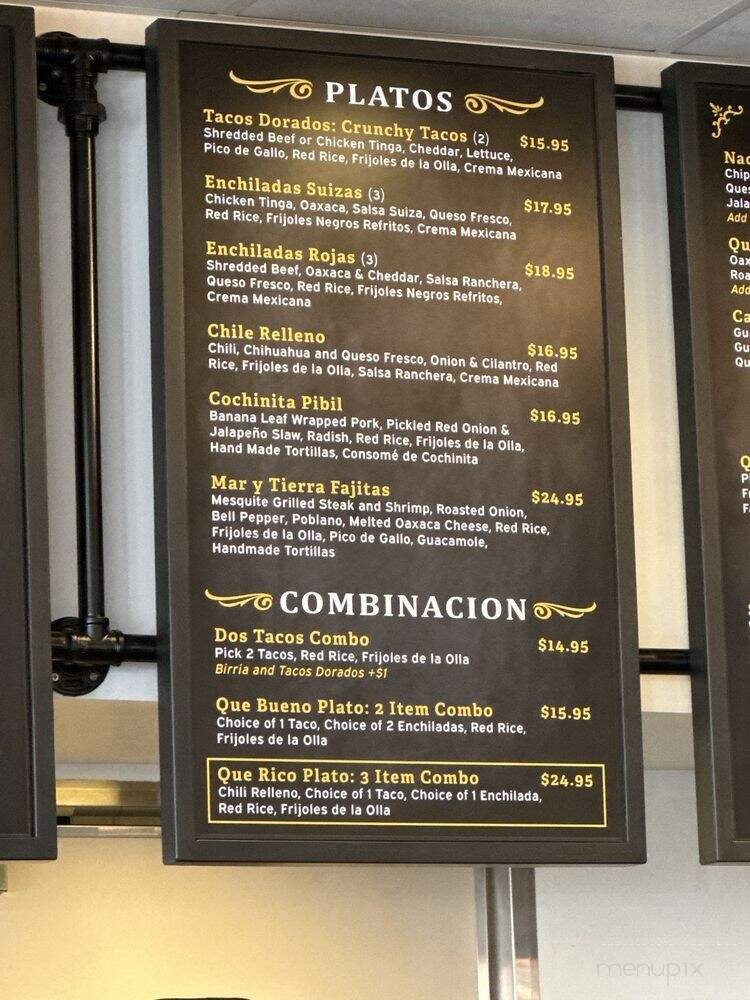 PLATOS
Tacos Dorados: Crunchy Tacos (2) $15.95
Shredded Beef or Chicken Tinga, Cheddar, Lettuce,
Pico de Gallo, Red Rice, Frijoles de la Olla, Crema Mexicana
Enchiladas Suizas (3) $17.95
Chicken Tinga, Oaxaca, Salsa Suiza, Queso Fresco,
Red Rice, Frijoles Negros Refritos, Crema Mexicana
Enchiladas Rojas (3) $18.95
Shredded Beef, Oaxaca & Cheddar, Salsa Ranchera,
Queso Fresco, Red Rice, Frijoles Negros Refritos,
Crema Mexicana
Chile Relleno $16.95
Chili, Chihuahua and Queso Fresco, Onion & Cilantro, Red
Rice, Frijoles de la Olla, Salsa Ranchera, Crema Mexicana
Cochinita Pibil $16.95
Banana Leaf Wrapped Pork, Pickled Red Onion &
Jalapeño Slaw, Radish, Red Rice, Frijoles de la Olla,
Hand Made Tortillas, Consomé de Cochinita
Mar y Tierra Fajitas $24.95
Mesquite Grilled Steak and Shrimp, Roasted Onion,
Bell Pepper, Poblano, Melted Oaxaca Cheese, Red Rice,
Frijoles de la Olla, Pico de Gallo, Guacamole,
Handmade Tortillas
COMBINACION
Dos Tacos Combo $14.95
Pick 2 Tacos, Red Rice, Frijoles de la Olla
Birria and Tacos Dorados +$1
Que Bueno Plato: 2 Item Combo $15.95
Choice of 1 Taco, Choice of 2 Enchiladas, Red Rice,
Frijoles de la Olla
Que Rico Plato: 3 Item Combo $24.95
Chili Relleno, Choice of 1 Taco, Choice of 1 Enchilada,
Red Rice, Frijoles de la Olla
Add
Add
menupix